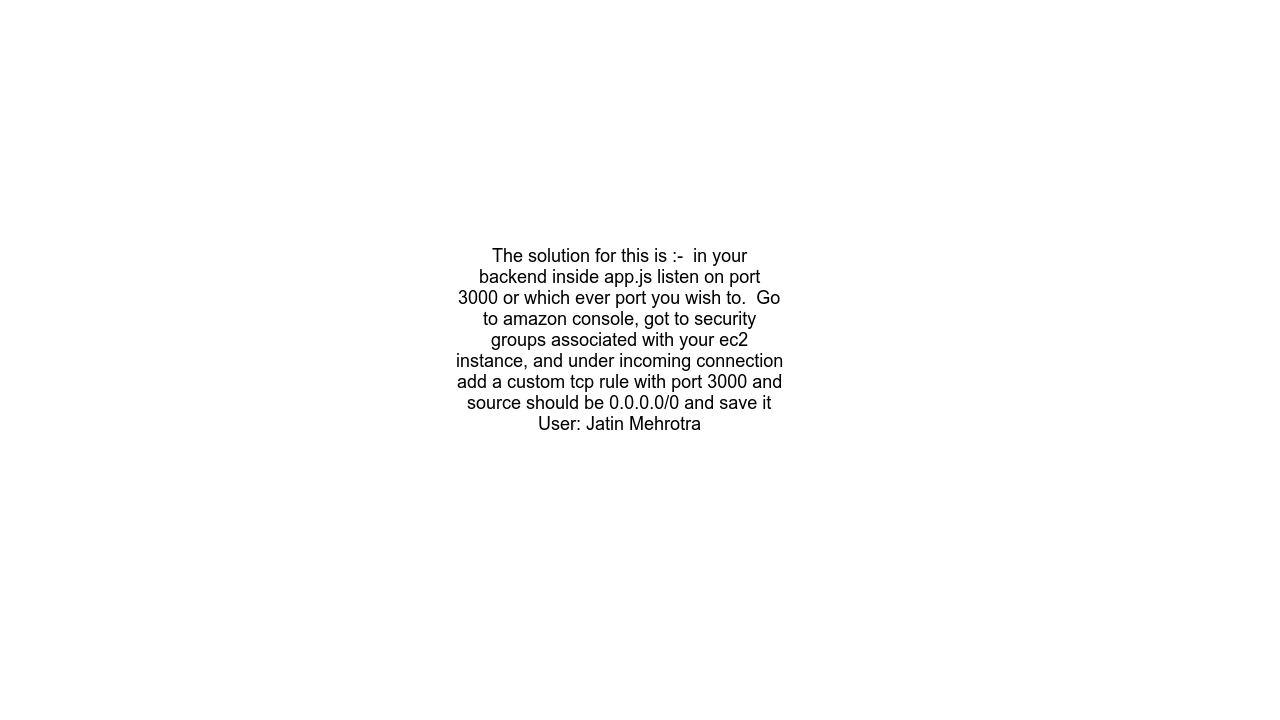 The solution for this is :-  in your
backend inside app.js listen on port
3000 or which ever port you wish to.  Go
to amazon console, got to security
groups associated with your ec2
instance, and under incoming connection
add a custom tcp rule with port 3000 and
source should be 0.0.0.0/0 and save it
User: Jatin Mehrotra